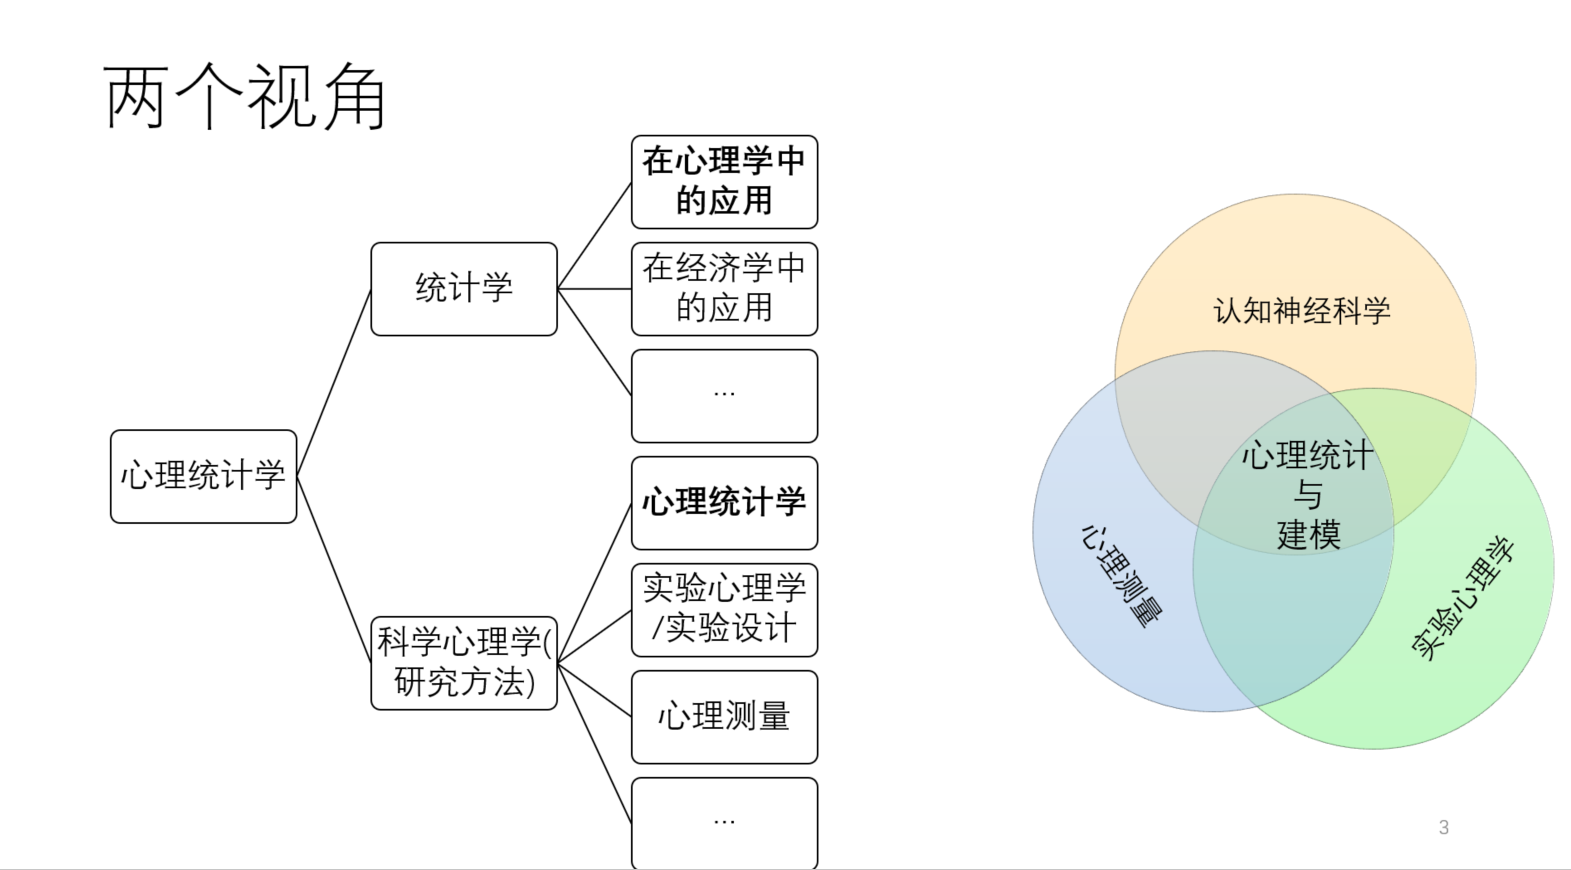 两个视角
心理统计学
统计学
在心理学中
的应用
在经济学中
的应用
...
科学心理学(
研究方法)
心理统计学
实验心理学
/实验设计
心理测量
...
认知神经科学
心理统计
与
建模
心理测量
实验心理学
3